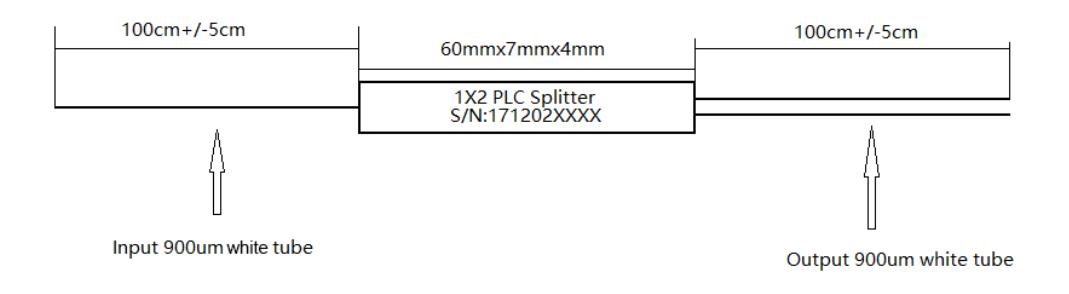 100cm+/-5cm
60mmx7mmx4mm
100cm+/-5cm
1X2 PLC Splitter
S/N:171202XXXX
Input 900um white tube
Output 900um white tube